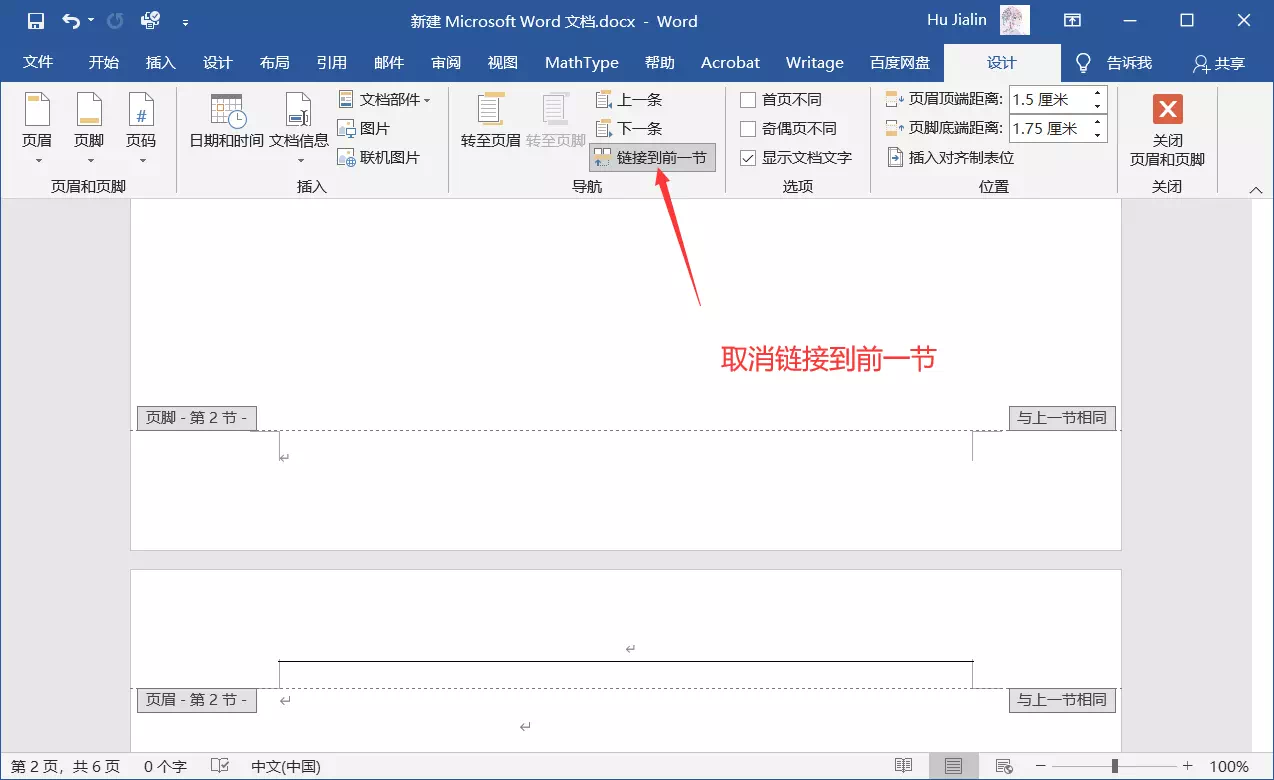 新建 Microsoft Word 文档.docx - Word
Hu Jialin
文件 开始 插入 设计 布局 引用 邮件 审阅 视图 MathType 帮助 Acrobat Writage 百度网盘 设计 告诉我 共享
页眉 页脚 # 页码
页眉和页脚
日期和时间 文档信息
文档部件
图片
联机图片
插入
转至页眉 转至页脚
上一条
下一条
链接到前一节
导航
首页不同
奇偶页不同
显示文档文字
选项
页眉顶端距离: 1.5 厘米
页脚底端距离: 1.75 厘米
插入对齐制表位
位置
关闭
页眉和页脚
关闭
取消链接到前一节
页脚 - 第 2 节 - 与上一节相同
页眉 - 第 2 节 - 与上一节相同
第 2 页，共 6 页 0 个字 中文(中国) 100%